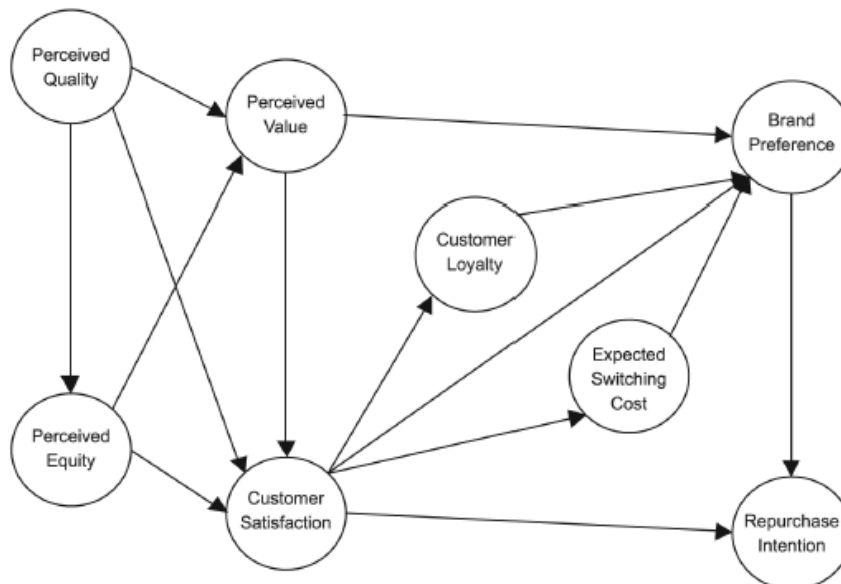 Perceived
Quality
Perceived
Value
Brand
Preference
Customer
Loyalty
Expected
Switching
Cost
Perceived
Equity
Customer
Satisfaction
Repurchase
Intention